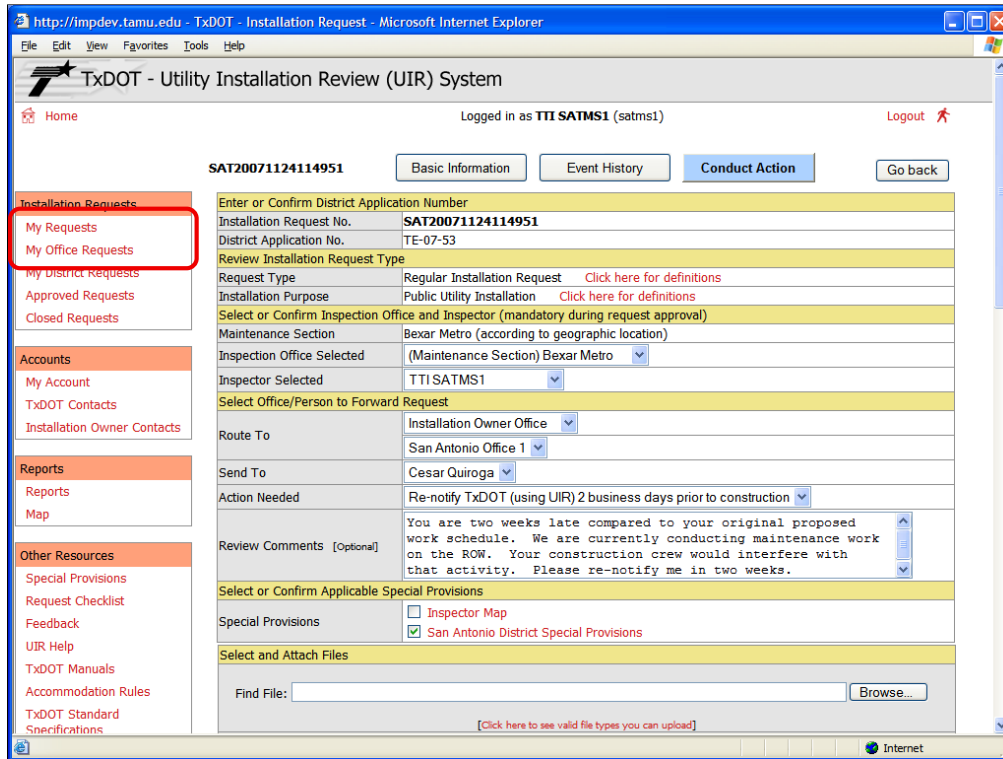 http://impdev.tamu.edu - TxDOT - Installation Request - Microsoft Internet Explorer
File Edit View Favorites Tools Help
TxDOT - Utility Installation Review (UIR) System
Home
Logged in as TTI SATMS1 (satms1)
Logout
SAT20071124114951
Basic Information
Event History
Conduct Action
Go back
Installation Requests
My Requests
My Office Requests
My District Requests
Approved Requests
Closed Requests
Accounts
My Account
TxDOT Contacts
Installation Owner Contacts
Reports
Reports
Map
Other Resources
Special Provisions
Request Checklist
Feedback
UIR Help
TxDOT Manuals
Accommodation Rules
TxDOT Standard
Specifications
Enter or Confirm District Application Number
Installation Request No. SAT20071124114951
District Application No. TE-07-53
Review Installation Request Type
Request Type Regular Installation Request Click here for definitions
Installation Purpose Public Utility Installation Click here for definitions
Select or Confirm Inspection Office and Inspector (mandatory during request approval)
Maintenance Section Bexar Metro (according to geographic location)
Inspection Office Selected (Maintenance Section) Bexar Metro
Inspector Selected TTI SATMS1
Select Office/Person to Forward Request
Route To Installation Owner Office
San Antonio Office 1
Send To Cesar Quiroga
Action Needed Re-notify TxDOT (using UIR) 2 business days prior to construction
Review Comments [Optional]
You are two weeks late compared to your original proposed
work schedule. We are currently conducting maintenance work
on the ROW. Your construction crew would interfere with
that activity. Please re-notify me in two weeks.
Select or Confirm Applicable Special Provisions
Special Provisions
Inspector Map
San Antonio District Special Provisions
Select and Attach Files
Find File: Browse...
[Click here to see valid file types you can upload]
Internet